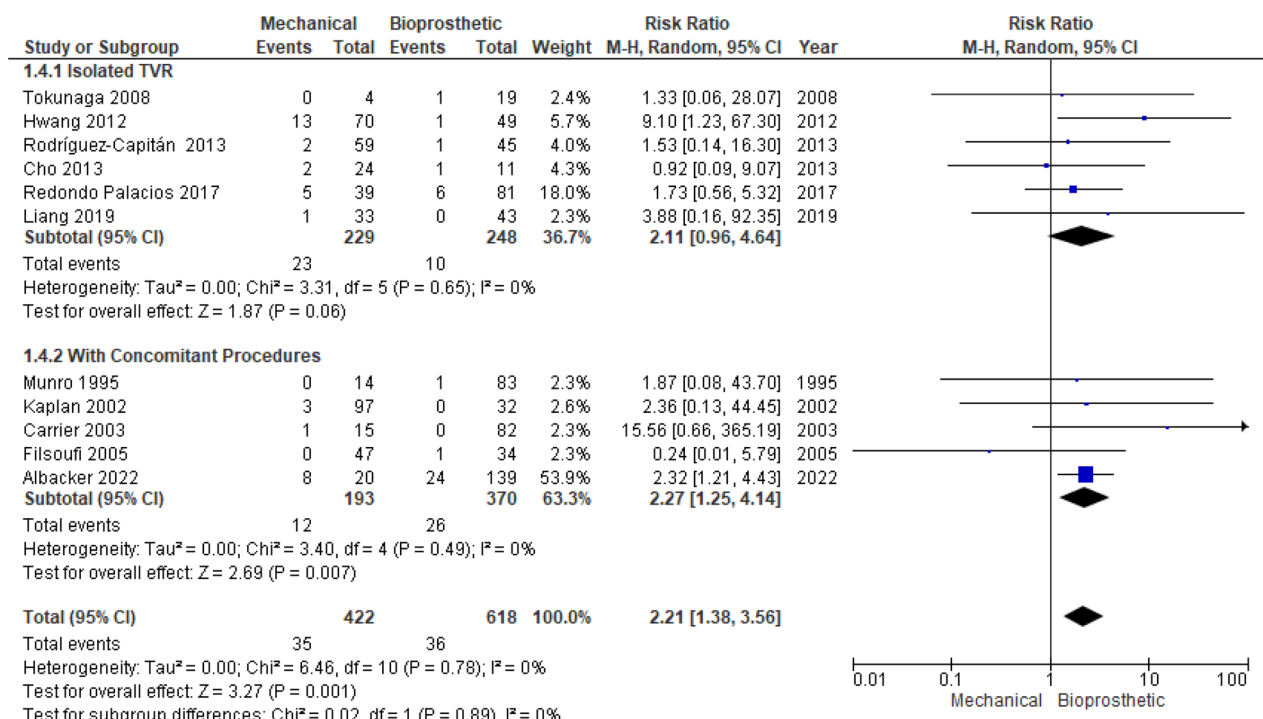 Mechanical Bioprosthetic Risk Ratio Risk Ratio
Study or Subgroup Events Total Events Total Weight M-H, Random, 95% CI Year M-H, Random, 95% CI
1.4.1 Isolated TVR
Tokunaga 2008 0 4 1 19 2.4% 1.33 [0.06, 28.07] 2008
Hwang 2012 13 70 1 49 5.7% 9.10 [1.23, 67.30] 2012
Rodríguez-Capitán 2013 2 59 1 45 4.1% 1.53 [0.14, 16.30] 2013
Cho 2013 2 24 1 11 4.3% 0.92 [0.09, 9.07] 2013
Redondo Palacios 2017 5 39 6 81 18.0% 1.73 [0.56, 5.32] 2017
Liang 2019 1 33 0 43 2.3% 3.88 [0.16, 92.35] 2019
Subtotal (95% CI) 229 248 36.7% 2.11 [0.96, 4.64]
Total events 23 10
Heterogeneity: Tau² = 0.00; Chi² = 3.31, df = 5 (P = 0.65); I² = 0%
Test for overall effect: Z = 1.87 (P = 0.06)
1.4.2 With Concomitant Procedures
Munro 1995 0 14 1 83 2.3% 1.87 [0.08, 43.70] 1995
Kaplan 2002 3 97 0 32 2.6% 2.36 [0.13, 44.45] 2002
Carrier 2003 1 15 0 82 2.3% 15.56 [0.66, 365.19] 2003
Filsoufi 2005 0 47 1 34 2.2% 0.24 [0.01, 5.79] 2005
Albacker 2022 8 20 24 139 53.9% 2.32 [1.21, 4.43] 2022
Subtotal (95% CI) 193 370 63.3% 2.27 [1.25, 4.14]
Total events 12 26
Heterogeneity: Tau² = 0.00; Chi² = 3.40, df = 4 (P = 0.49); I² = 0%
Test for overall effect: Z = 2.69 (P = 0.007)
Total (95% CI) 422 618 100.0% 2.21 [1.38, 3.56]
Total events 35 36
Heterogeneity: Tau² = 0.00; Chi² = 6.46, df = 10 (P = 0.78); I² = 0%
Test for overall effect: Z = 3.27 (P = 0.001)
Test for subgroup differences: Chi² = 0.02, df = 1 (P = 0.89), I² = 0%
0.01 0.1 1 10 100
Mechanical Bioprosthetic